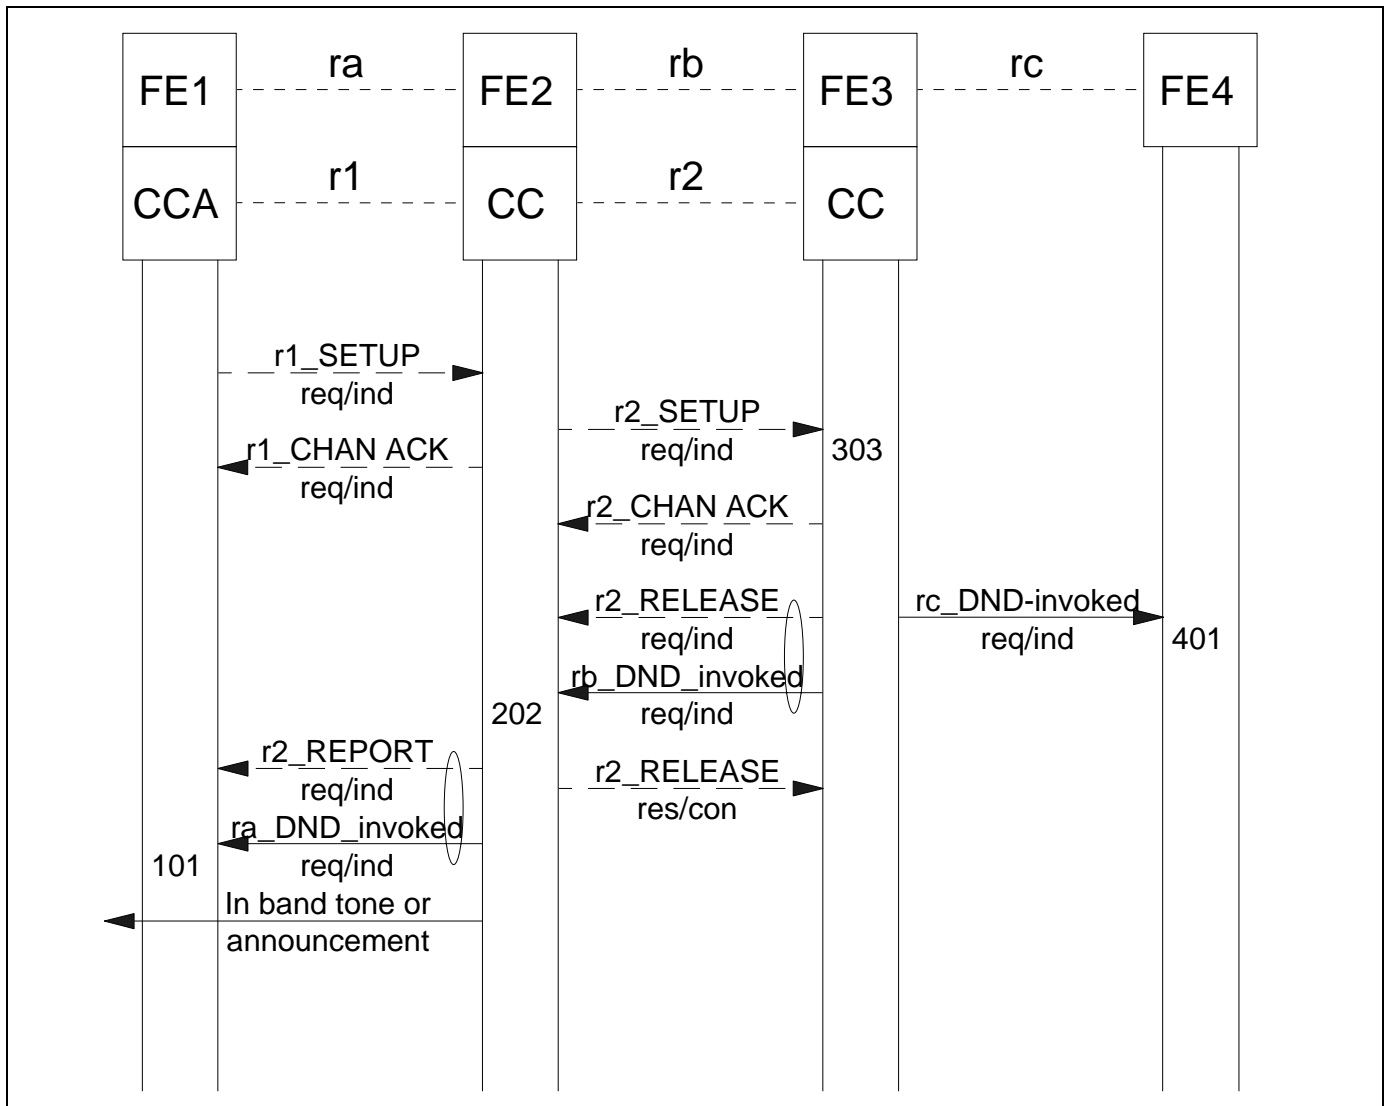 FE1 ra FE2 rb FE3 rc FE4
CCA r1 CC r2 CC
r1_SETUP
req/ind
r2_SETUP
req/ind
303
r1_CHAN ACK
req/ind
r2_CHAN ACK
req/ind
r2_RELEASE
req/ind
rc_DND-invoked
req/ind
401
rb_DND_invoked
req/ind
202
r2_REPORT
req/ind
r2_RELEASE
res/con
ra_DND_invoked
req/ind
101
In band tone or
announcement